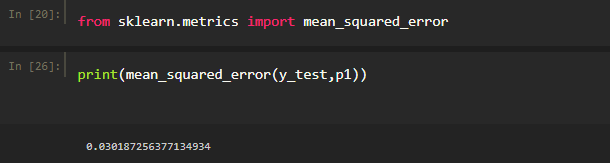 In [20]:
from sklearn.metrics import mean_squared_error
In [26]:
print(mean_squared_error(y_test,p1))
0.030187256377134934